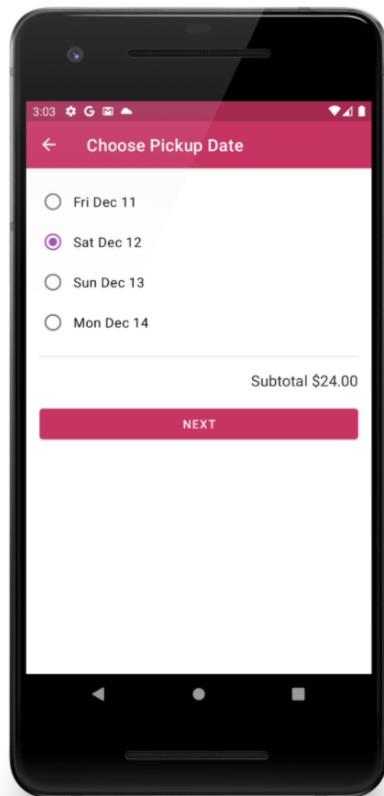 3:03 G
Choose Pickup Date
Fri Dec 11
Sat Dec 12
Sun Dec 13
Mon Dec 14
Subtotal $24.00
NEXT